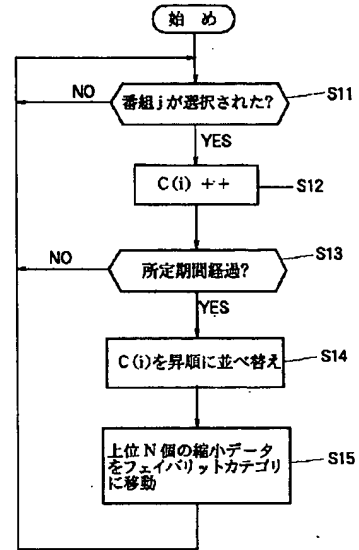 始 め
番組jが選択された?
S11
NO
YES
C(i) ++
S12
所定期間経過?
S13
NO
YES
C(i)を昇順に並べ替え
S14
上位N個の縮小データ
をフェイバリットカテゴリ
に移動
S15